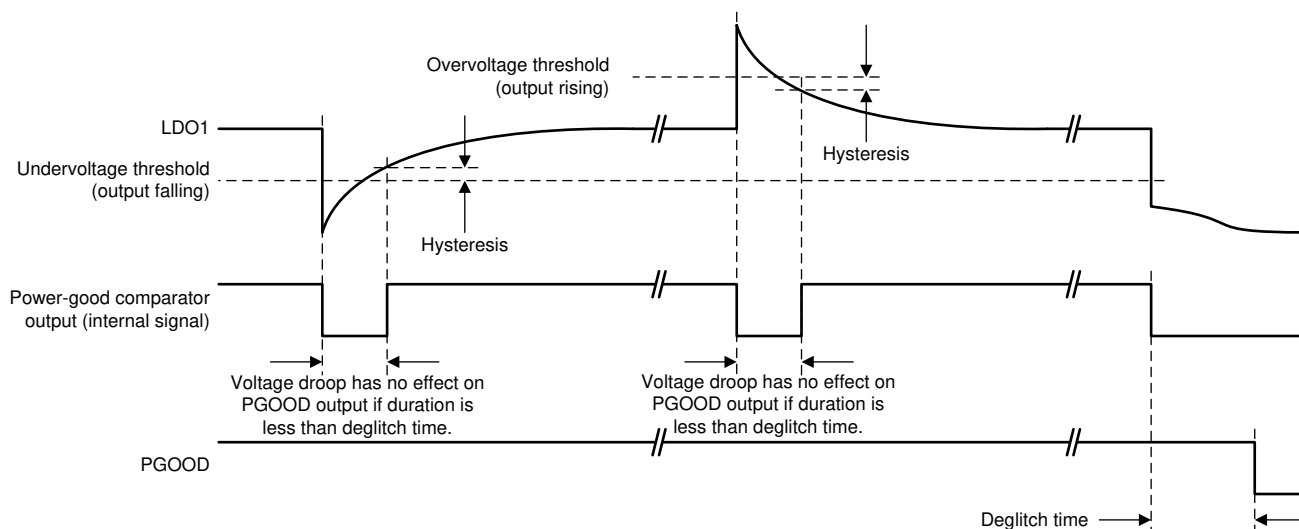 Overvoltage threshold
(output rising)
LDO1
Hysteresis
Undervoltage threshold
(output falling)
Hysteresis
Power-good comparator
output (internal signal)
Voltage droop has no effect on
PGOOD output if duration is
less than deglitch time.
Voltage droop has no effect on
PGOOD output if duration is
less than deglitch time.
PGOOD
Deglitch time